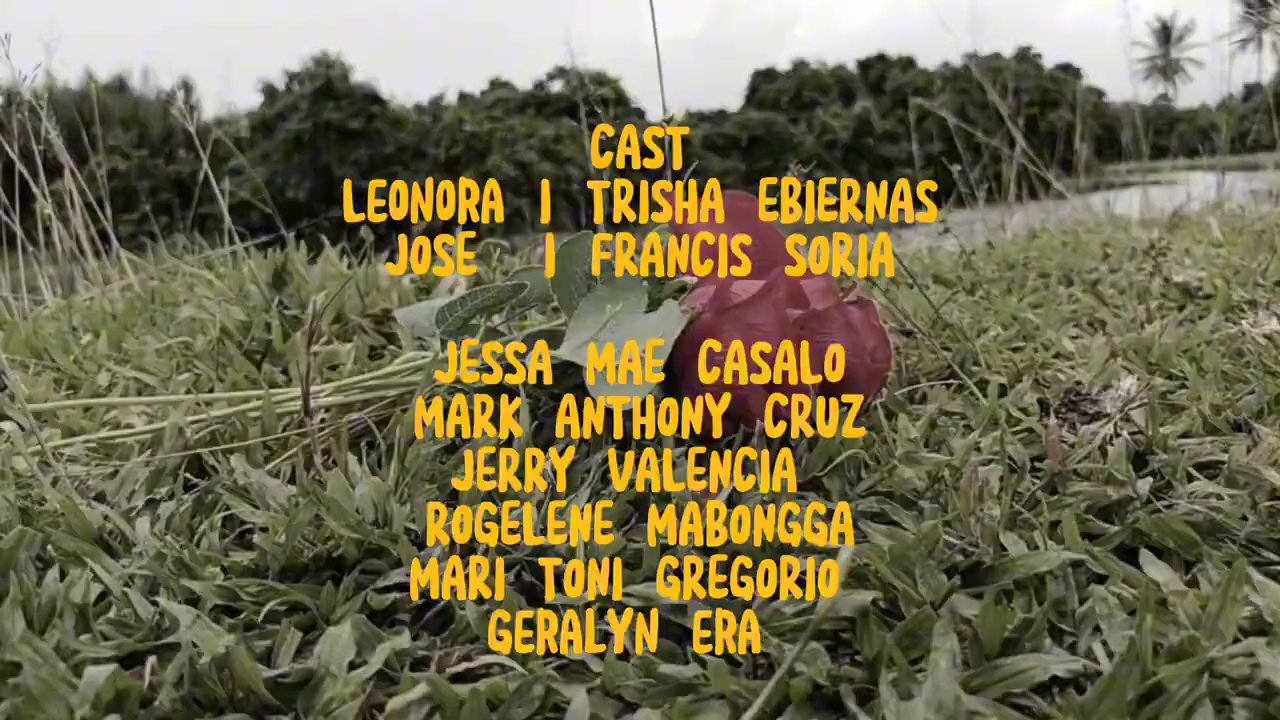 CAST
LEONORA | TRISHA EBIERNAS
JOSE | FRANCIS SORIA
JESSA MAE CASALO
MARK ANTHONY CRUZ
JERRY VALENCIA
ROGELENE MABONGGA
MARI TONI GREGORIO
GERALYN ERA